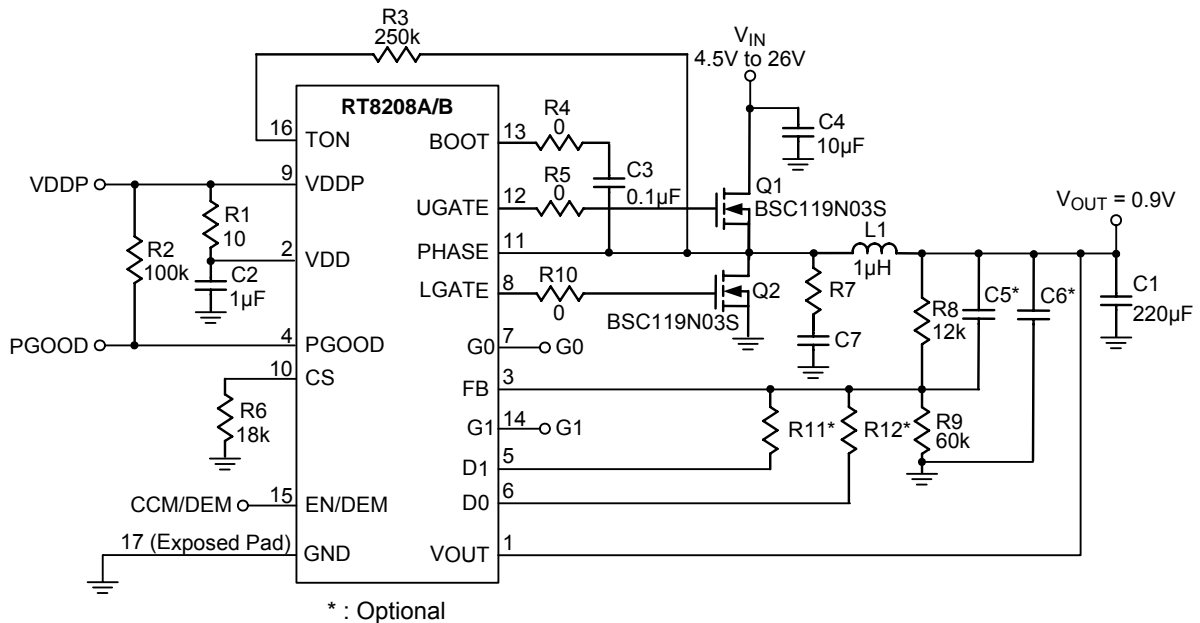 R3
250k
VIN
4.5V to 26V
RT8208A/B
16
TON
BOOT
13
R4
0
C4
10µF
VDDP
9
VDDP
C3
0.1µF
R5
0
UGATE
12
Q1
BSC119N03S
VOUT = 0.9V
R1
10
R2
100k
PHASE
11
L1
1µH
2
VDD
C2
1µF
LGATE
8
R10
0
Q2
BSC119N03S
R7
C7
R8
12k
C5*
C6*
C1
220µF
PGOOD
4
PGOOD
G0
7
G0
10
CS
FB
3
R6
18k
G1
14
G1
R11*
R12*
R9
60k
D1
5
D0
6
CCM/DEM
15
EN/DEM
17 (Exposed Pad)
GND
VOUT
1
* : Optional